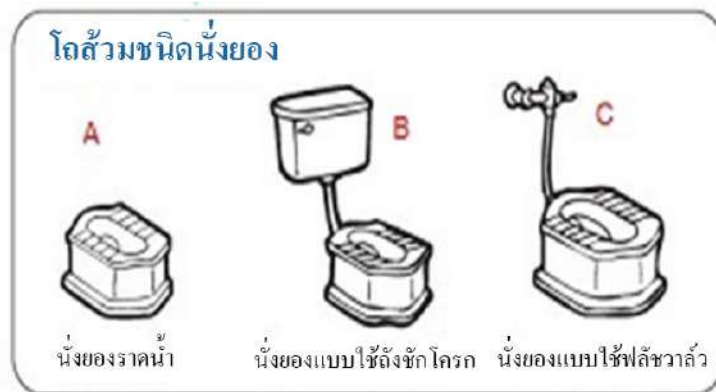 โถส้วมชนิดนั่งยอง
A
B
C
นั่งยองราดน้ำ
นั่งยองแบบใช้ถังชักโครก
นั่งยองแบบใช้ฟลัชวาล์ว